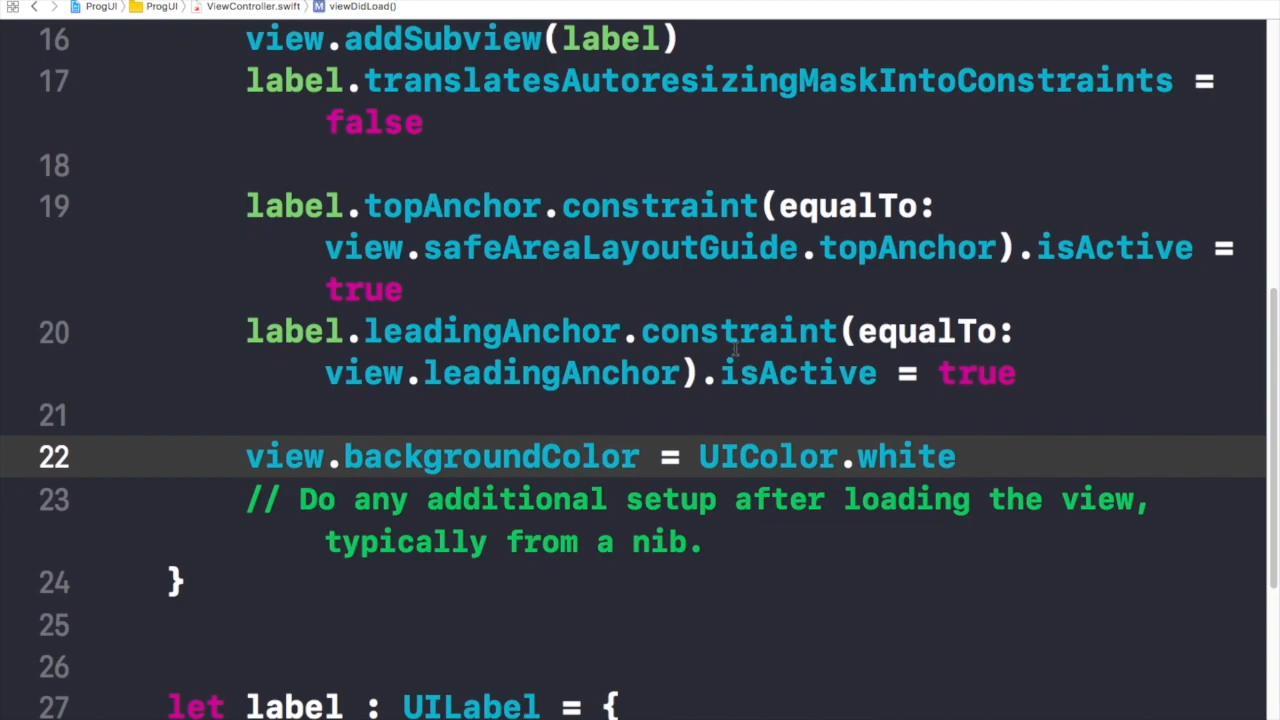 ProgUI ProgUI ViewController.swift M viewDidLoad()
16 view.addSubview(label)
17 label.translatesAutoresizingMaskIntoConstraints =
false
18
19 label.topAnchor.constraint(equalTo:
view.safeAreaLayoutGuide.topAnchor).isActive =
true
20 label.leadingAnchor.constraint(equalTo:
view.leadingAnchor).isActive = true
21
22 view.backgroundColor = UIColor.white
23 // Do any additional setup after loading the view,
typically from a nib.
24 }
25
26
27 let label : UILabel = {